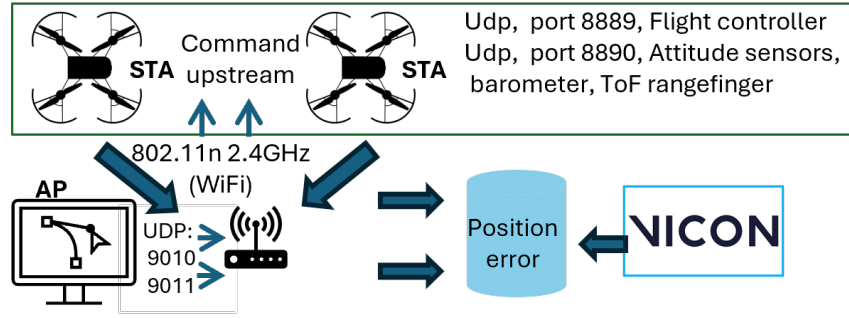 Udp, port 8889, Flight controller
Udp, port 8890, Attitude sensors,
barometer, ToF rangefinger
Command
upstream
STA
STA
802.11n 2.4GHz
(WiFi)
AP
UDP:
9010
9011
Position
error
VICON